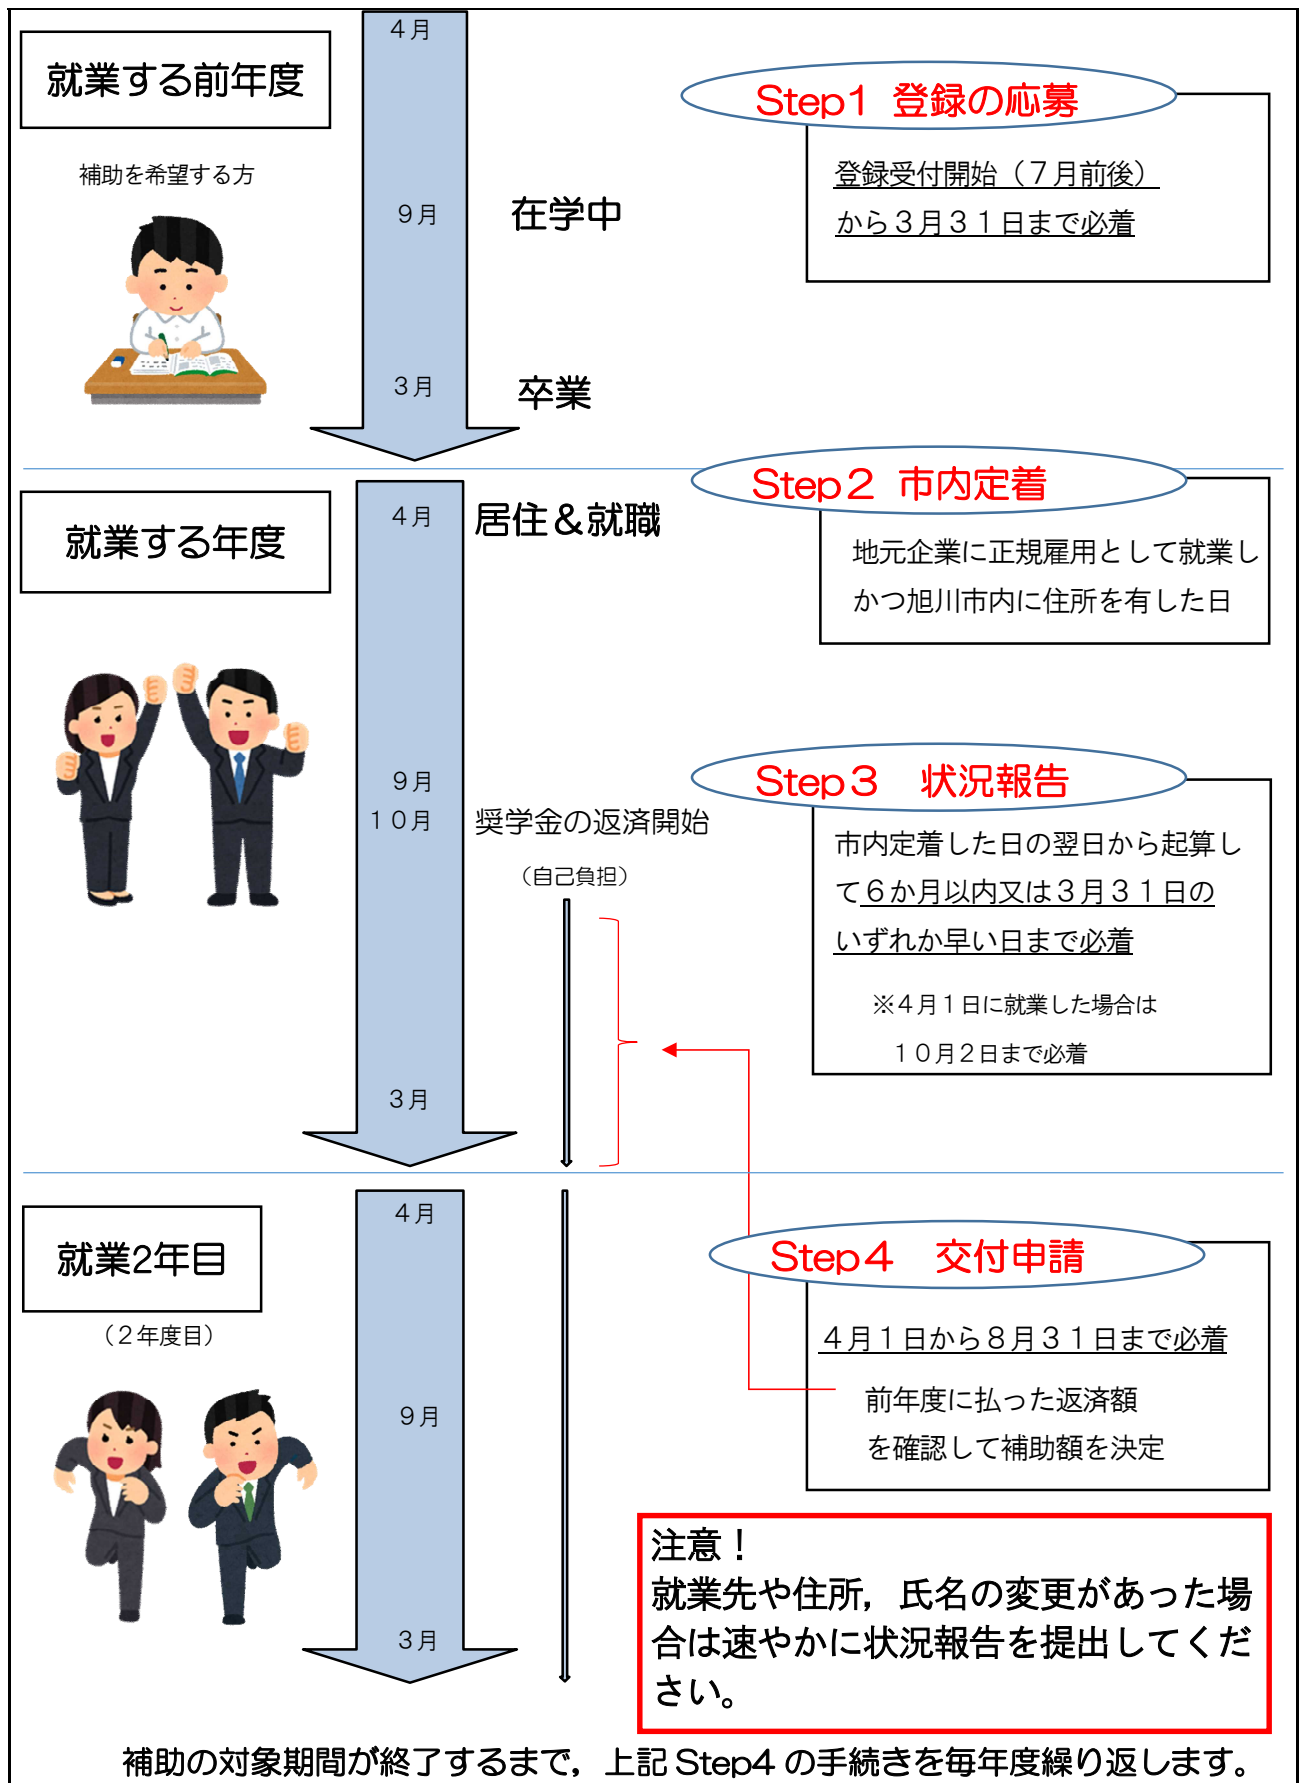 就業する前年度
補助を希望する方
４月
９月
３月
在学中
卒業
Step1 登録の応募
登録受付開始（７月前後）
から３月３１日まで必着
就業する年度
４月
９月
１０月
３月
居住＆就職
奨学金の返済開始
（自己負担）
Step２ 市内定着
地元企業に正規雇用として就業し
かつ旭川市内に住所を有した日
Step３　状況報告
市内定着した日の翌日から起算し
て６か月以内又は３月３１日の
いずれか早い日まで必着
※４月１日に就業した場合は
１０月２日まで必着
就業2年目
（２年度目）
４月
９月
３月
Step４　交付申請
４月１日から８月３１日まで必着
前年度に払った返済額
を確認して補助額を決定
注意！
就業先や住所，氏名の変更があった場
合は速やかに状況報告を提出してくだ
さい。
補助の対象期間が終了するまで，上記 Step4 の手続きを毎年度繰り返します。